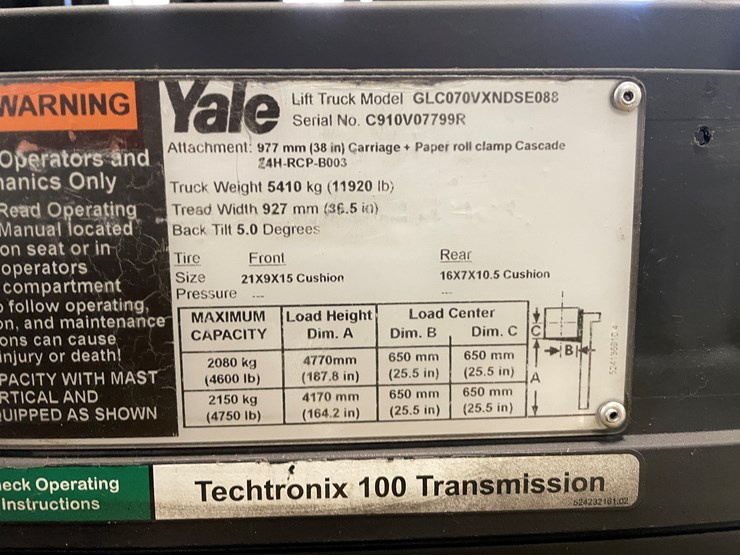 WARNING
Operators and
anics Only
Read Operating
Manual located
on seat or in
operators
compartment
follow operating,
on, and maintenance
ons can cause
injury or death!
PACITY WITH MAST
RTICAL AND
UIPPED AS SHOWN
Yale
Lift Truck Model GLC070VXNDSE088
Serial No. C910V07799R
Attachment: 977 mm (38 in) Carriage + Paper roll clamp Cascade
24H-RCP-B003
Truck Weight 5410 kg (11920 lb)
Tread Width 927 mm (36.5 in)
Back Tilt 5.0 Degrees
Tire Front Rear
Size 21X9X15 Cushion 16X7X10.5 Cushion
Pressure --- ---
MAXIMUM CAPACITY Load Height Dim. A Load Center Dim. B Dim. C
2080 kg (4600 lb) 4770mm (187.8 in) 650 mm (25.5 in) 650 mm (25.5 in)
2150 kg (4750 lb) 4170 mm (164.2 in) 650 mm (25.5 in) 650 mm (25.5 in)
C
B
A
eck Operating
Instructions
Techtronix 100 Transmission
524232101:02